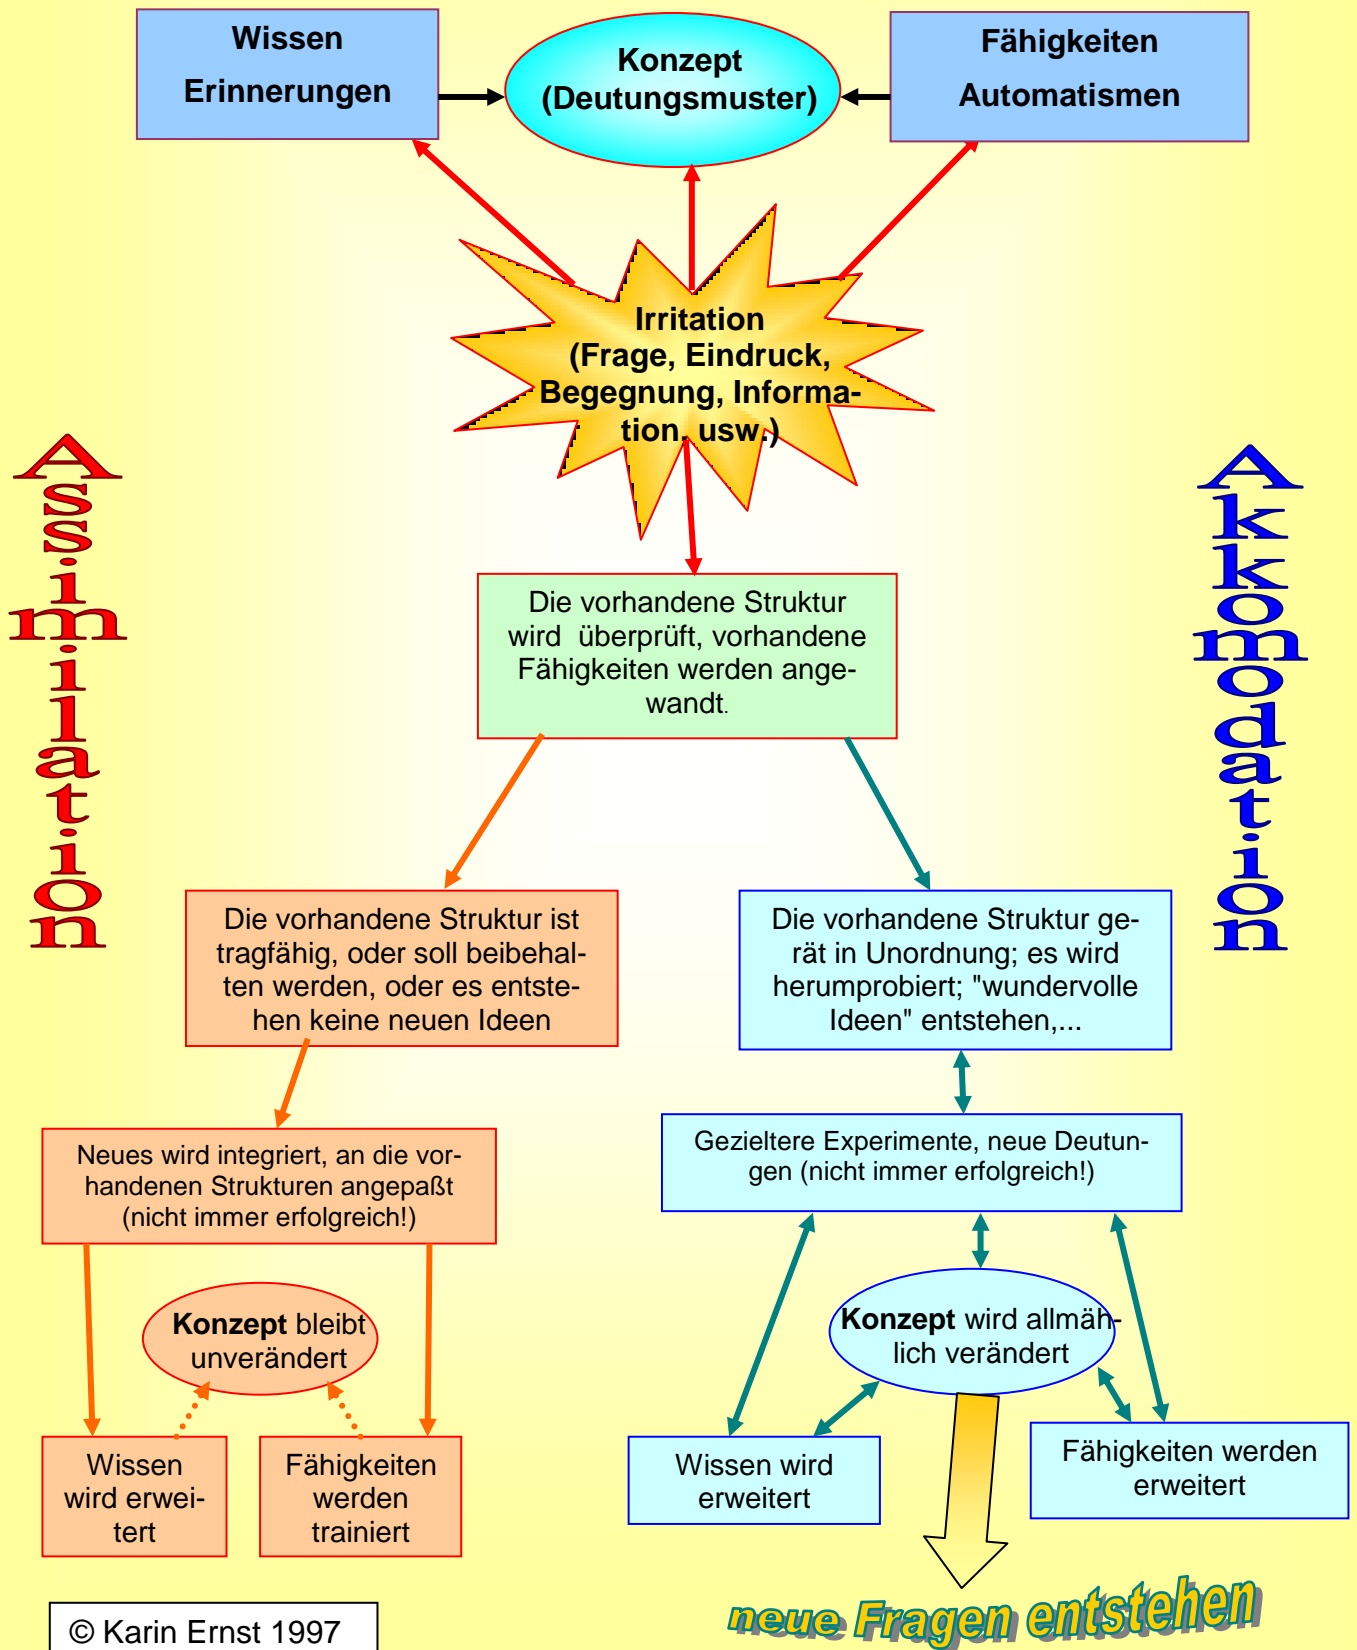 Wissen
Erinnerungen
Konzept
(Deutungsmuster)
Fähigkeiten
Automatismen
Irritation
(Frage, Eindruck,
Begegnung, Informa-
tion, usw.)
Assimilation
Akkomodation
Die vorhandene Struktur
wird überprüft, vorhandene
Fähigkeiten werden ange-
wandt.
Die vorhandene Struktur ist
tragfähig, oder soll beibehal-
ten werden, oder es entste-
hen keine neuen Ideen
Die vorhandene Struktur ge-
rät in Unordnung; es wird
herumprobiert; "wundervolle
Ideen" entstehen,...
Neues wird integriert, an die vor-
handenen Strukturen angepaßt
(nicht immer erfolgreich!)
Gezieltere Experimente, neue Deutun-
gen (nicht immer erfolgreich!)
Konzept bleibt
unverändert
Konzept wird allmäh-
lich verändert
Wissen
wird erwei-
tert
Fähigkeiten
werden
trainiert
Wissen wird
erweitert
Fähigkeiten werden
erweitert
neue Fragen entstehen
© Karin Ernst 1997